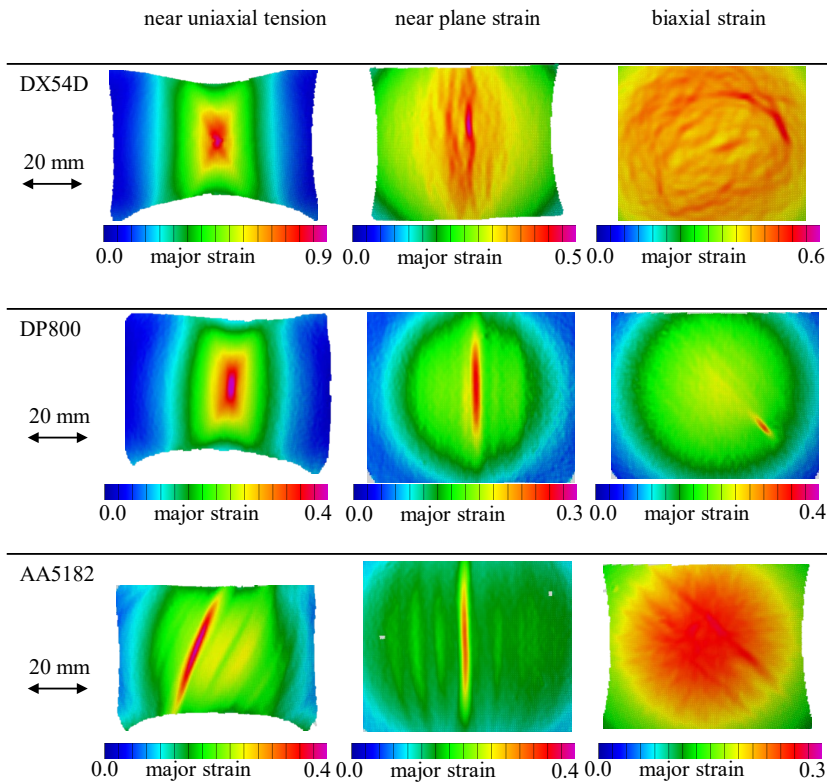 near uniaxial tension near plane strain biaxial strain
DX54D
20 mm
0.0 major strain 0.9 0.0 major strain 0.5 0.0 major strain 0.6
DP800
20 mm
0.0 major strain 0.4 0.0 major strain 0.3 0.0 major strain 0.4
AA5182
20 mm
0.0 major strain 0.4 0.0 major strain 0.4 0.0 major strain 0.3